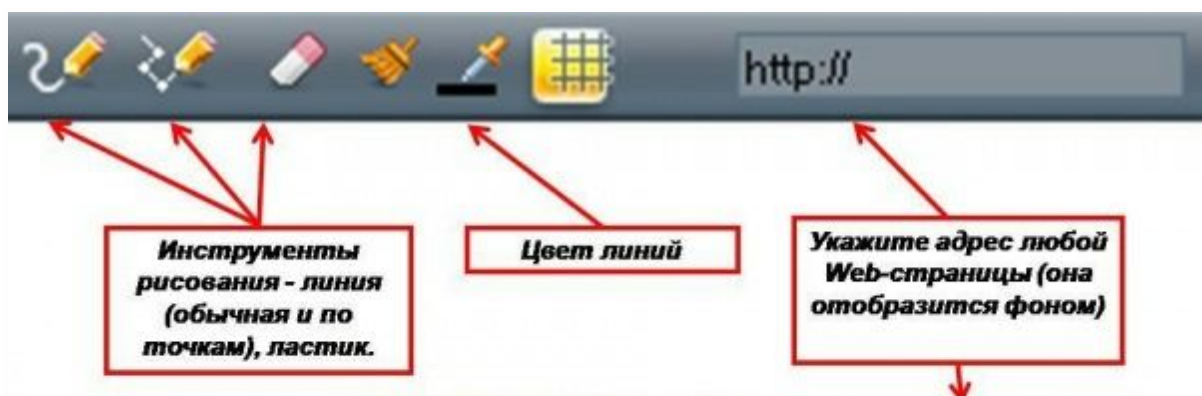 http://
Инструменты
рисования - линия
(обычная и по
точкам), ластик.
Цвет линий
Укажите адрес любой
Web-страницы (она
отобразится фоном)